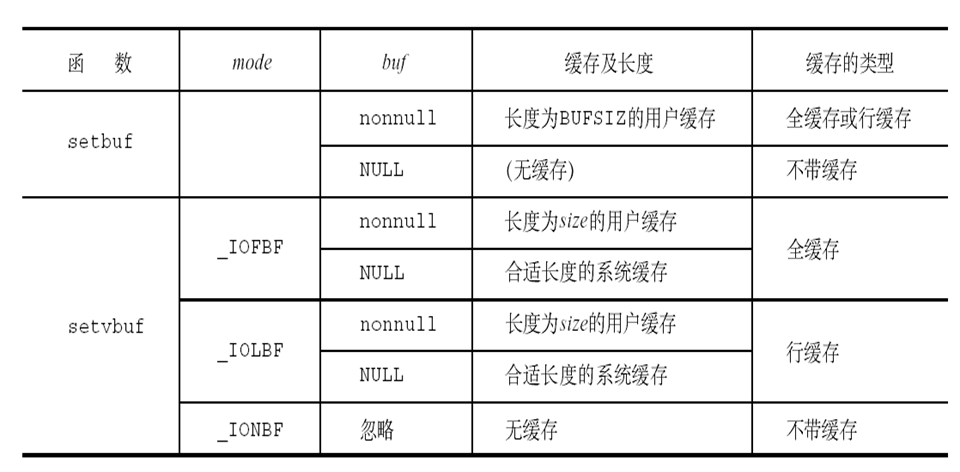 函 数 mode buf 缓存及长度 缓存的类型
setbuf nonnull 长度为BUFSIZ的用户缓存 全缓存或行缓存
NULL (无缓存) 不带缓存
setvbuf _IOFBF nonnull 长度为size的用户缓存 全缓存
NULL 合适长度的系统缓存
_IOLBF nonnull 长度为size的用户缓存 行缓存
NULL 合适长度的系统缓存
_IONBF 忽略 无缓存 不带缓存